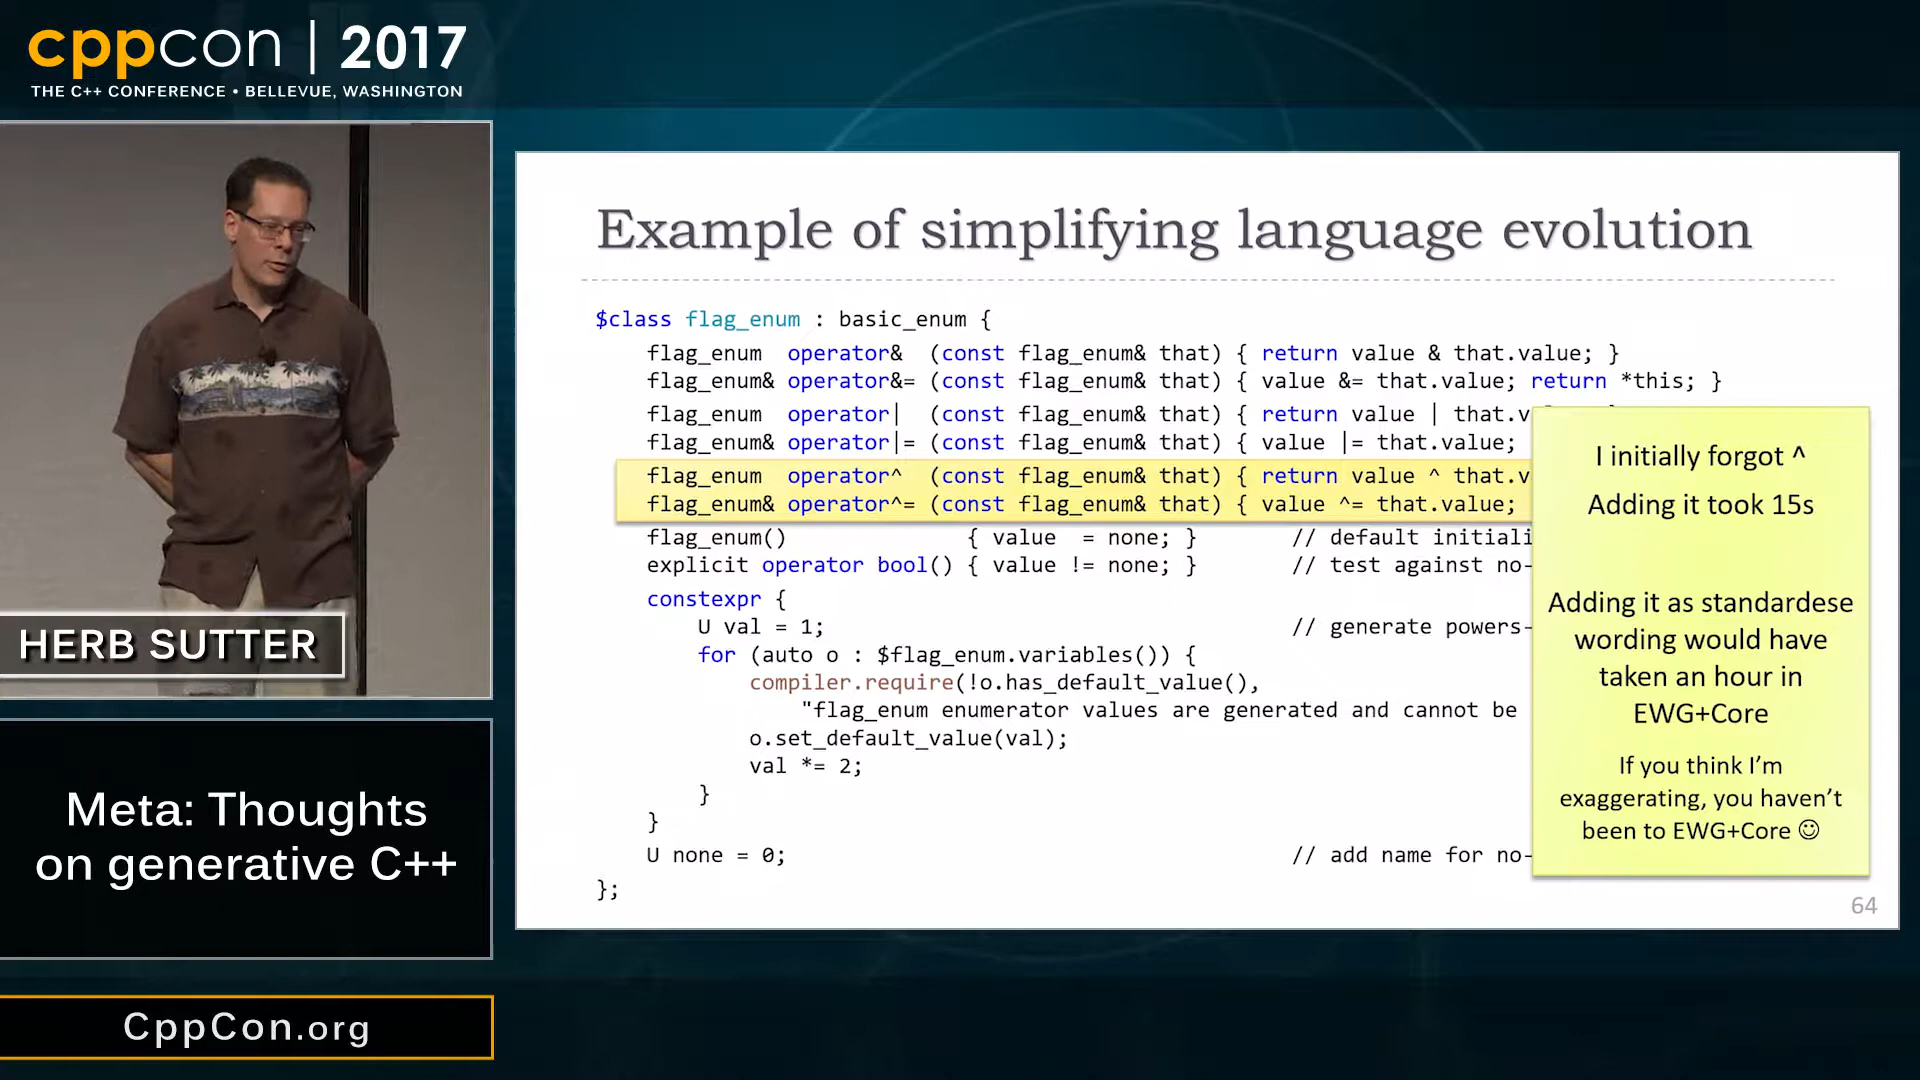 cppcon | 2017
THE C++ CONFERENCE • BELLEVUE, WASHINGTON
HERB SUTTER
Meta: Thoughts
on generative C++
CppCon.org
Example of simplifying language evolution
$class flag_enum : basic_enum {
flag_enum operator& (const flag_enum& that) { return value & that.value; }
flag_enum& operator&= (const flag_enum& that) { value &= that.value; return *this; }
flag_enum operator| (const flag_enum& that) { return value | that.v
flag_enum& operator|= (const flag_enum& that) { value |= that.value;
flag_enum operator^ (const flag_enum& that) { return value ^ that.v
flag_enum& operator^= (const flag_enum& that) { value ^= that.value;
flag_enum() { value = none; } // default initiali
explicit operator bool() { value != none; } // test against no-
constexpr {
U val = 1; // generate powers-
for (auto o : $flag_enum.variables()) {
compiler.require(!o.has_default_value(),
"flag_enum enumerator values are generated and cannot be
o.set_default_value(val);
val *= 2;
}
}
U none = 0; // add name for no-
};
I initially forgot ^
Adding it took 15s
Adding it as standardese
wording would have
taken an hour in
EWG+Core
If you think I’m
exaggerating, you haven’t
been to EWG+Core ☺
64